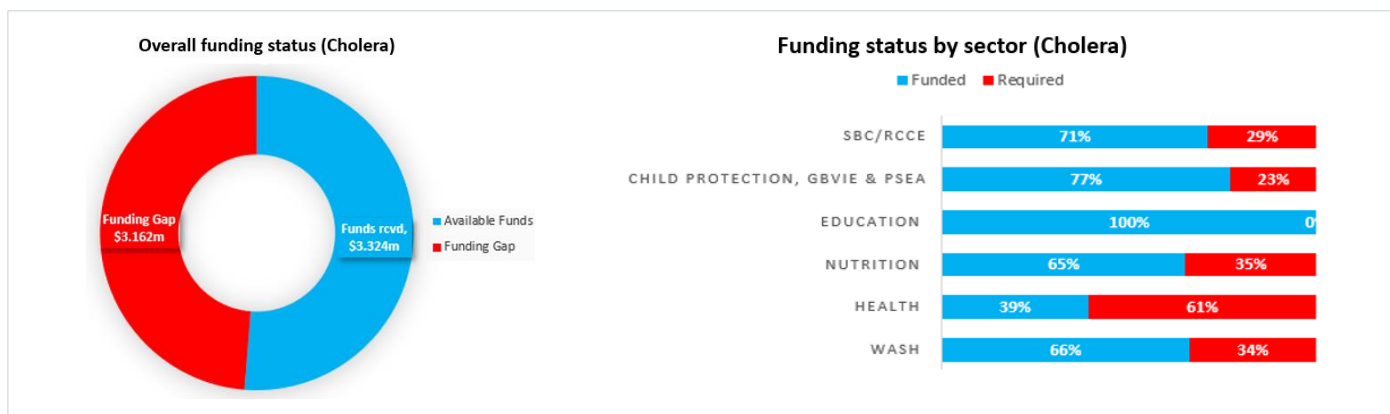 Overall funding status (Cholera)
Funding Gap
$3.162m
Funds rcvd,
$3.324m
Available Funds
Funding Gap
Funding status by sector (Cholera)
Funded Required
SBC/RCCE 71% 29%
CHILD PROTECTION, GBVIE & PSEA 77% 23%
EDUCATION 100% 0
NUTRITION 65% 35%
HEALTH 39% 61%
WASH 66% 34%